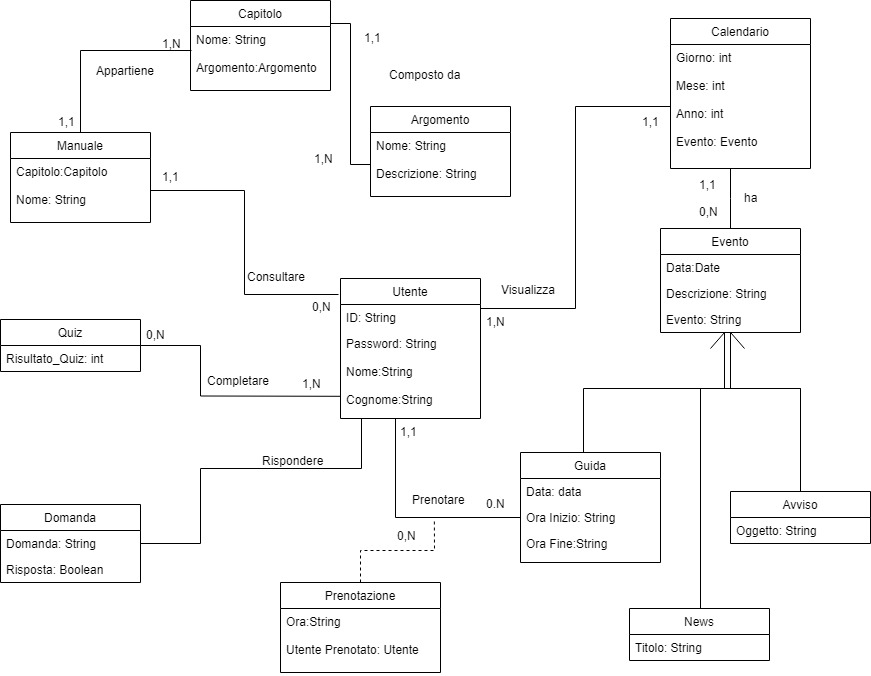 Capitolo
Nome: String
Argomento:Argomento
1,N
Appartiene
1,1
1,1
Composto da
1,N
Argomento
Nome: String
Descrizione: String
Calendario
Giorno: int
Mese: int
Anno: int
Evento: Evento
1,1
1,1
ha
0,N
Manuale
Capitolo:Capitolo
Nome: String
1,1
Consultare
0,N
Utente
ID: String
Password: String
Nome:String
Cognome:String
Visualizza
1,N
Evento
Data:Date
Descrizione: String
Evento: String
Quiz
Risultato_Quiz: int
0,N
Completare
1,N
1,1
Rispondere
Domanda
Domanda: String
Risposta: Boolean
Prenotare
0.N
0,N
Guida
Data: data
Ora Inizio: String
Ora Fine:String
Avviso
Oggetto: String
Prenotazione
Ora:String
Utente Prenotato: Utente
News
Titolo: String